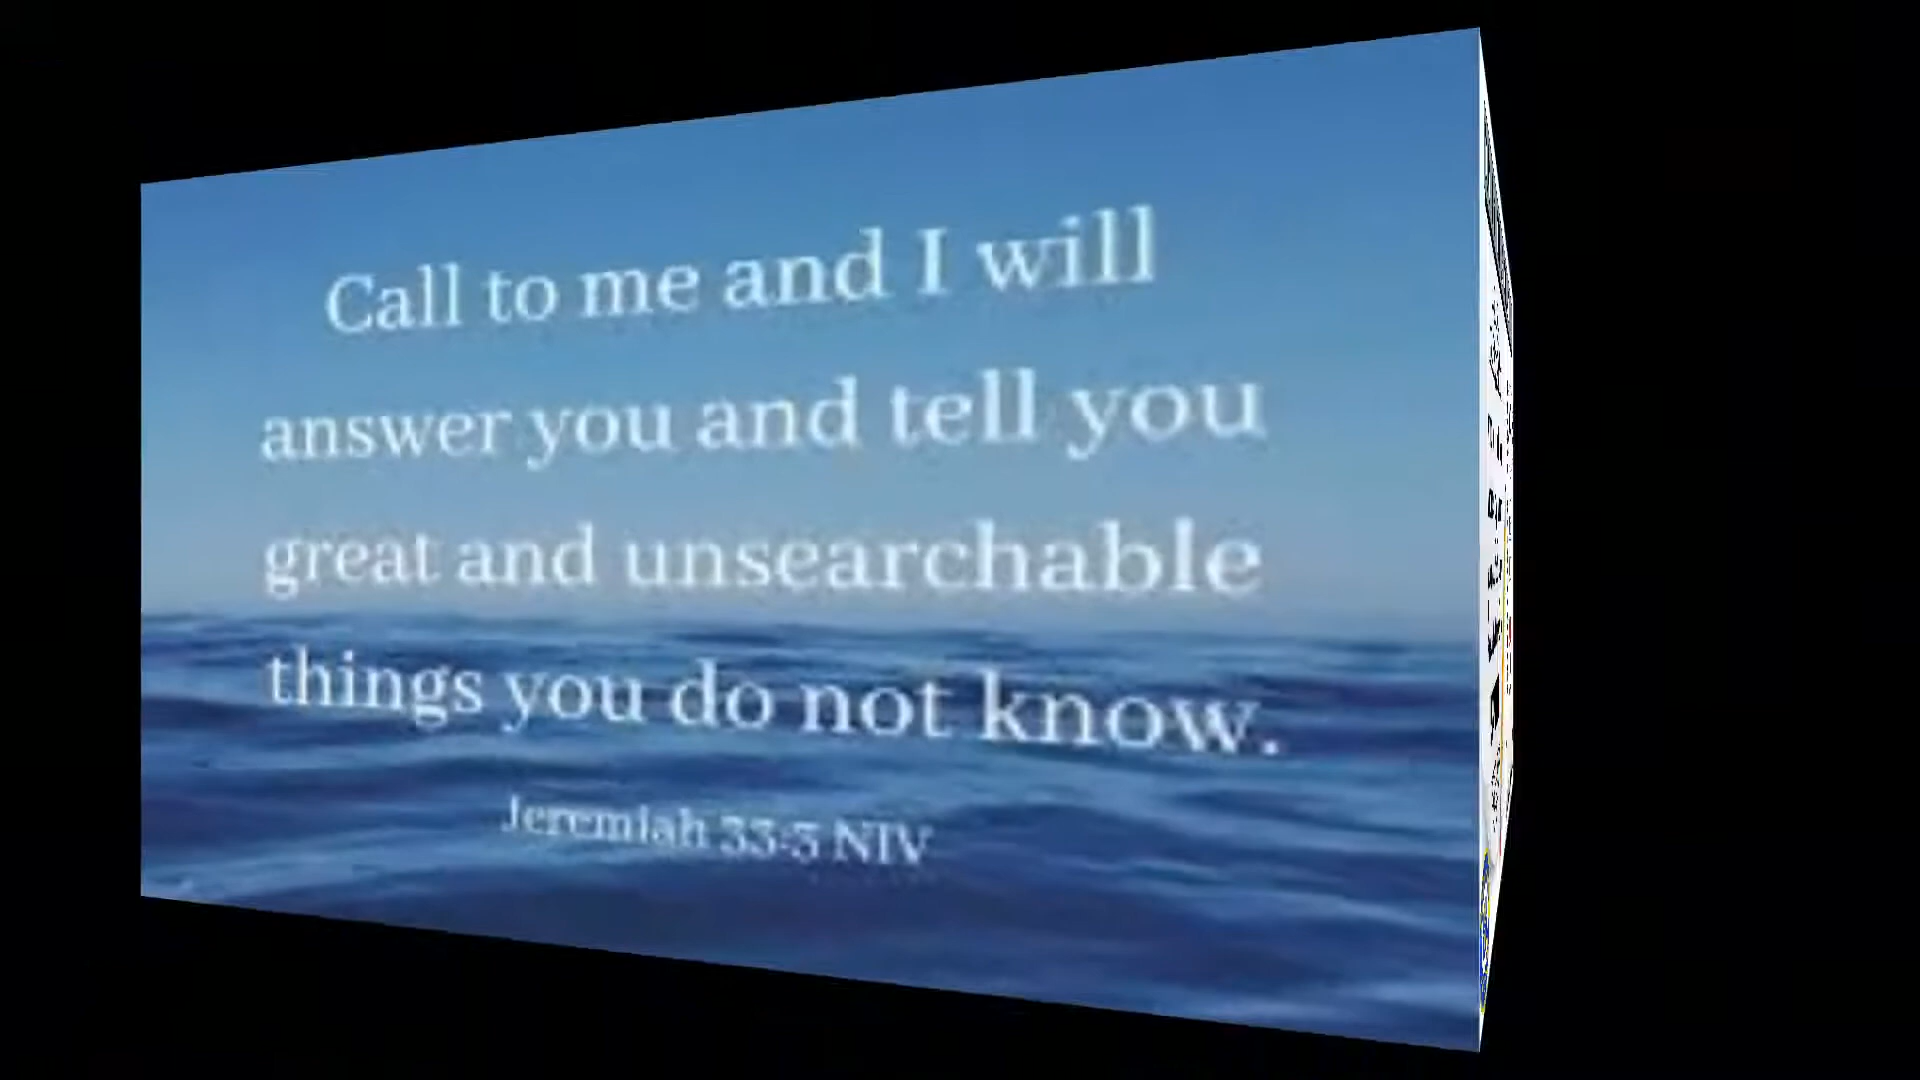 Call to me and I will
answer you and tell you
great and unsearchable
things you do not know.
Jeremiah 33:3 NIV